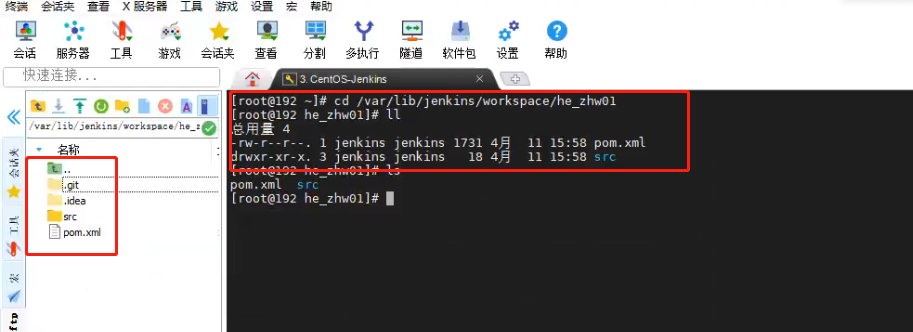 终端 会话夹 查看 X 服务器 工具 游戏 设置 宏 帮助
会话 服务器 工具 游戏 会话夹 查看 分割 多执行 隧道 软件包 设置 帮助
快速连接...
3. CentOS-Jenkins
/var/lib/jenkins/workspace/he_z
名称
..
.git
.idea
src
pom.xml
会话夹
工具
宏
ftp
[root@192 ~]# cd /var/lib/jenkins/workspace/he_zhw01
[root@192 he_zhw01]# ll
总用量 4
-rw-r--r--. 1 jenkins jenkins 1731 4月 11 15:58 pom.xml
drwxr-xr-x. 3 jenkins jenkins 18 4月 11 15:58 src
[root@192 he_zhw01]# ls
pom.xml src
[root@192 he_zhw01]#